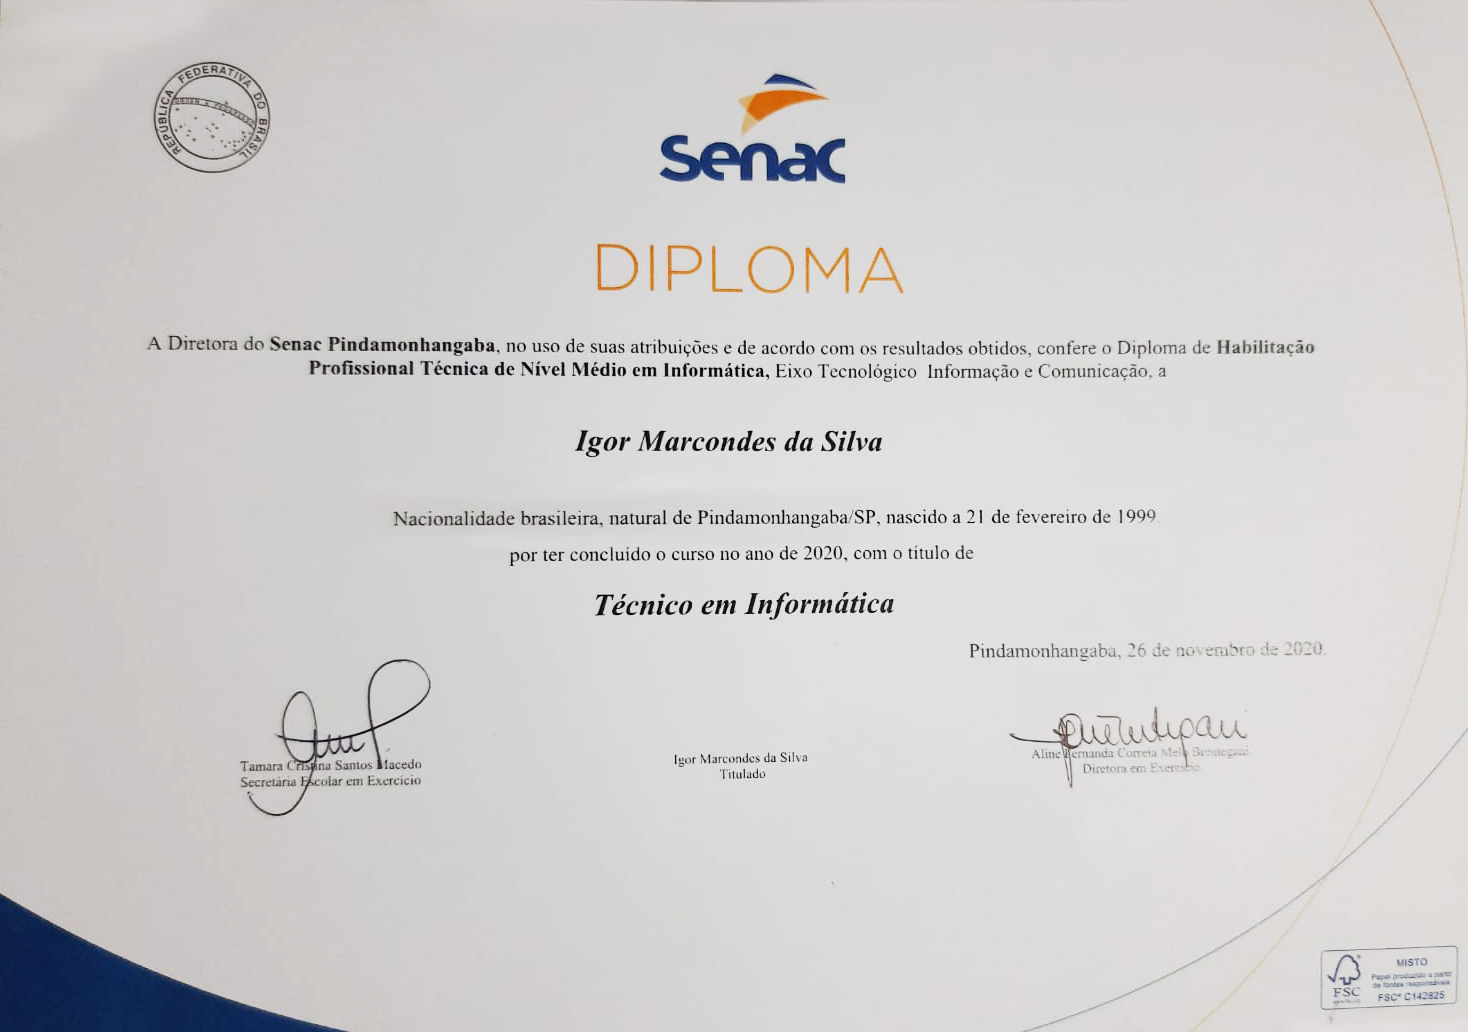 REPÚBLICA FEDERATIVA DO BRASIL
ORDEM E PROGRESSO
Senac
DIPLOMA
A Diretora do Senac Pindamonhangaba, no uso de suas atribuições e de acordo com os resultados obtidos, confere o Diploma de Habilitação
Profissional Técnica de Nível Médio em Informática, Eixo Tecnológico Informação e Comunicação, a
Igor Marcondes da Silva
Nacionalidade brasileira, natural de Pindamonhangaba/SP, nascido a 21 de fevereiro de 1999
por ter concluído o curso no ano de 2020, com o título de
Técnico em Informática
Pindamonhangaba, 26 de novembro de 2020.
Tamara Cristina Santos Macedo
Secretária Escolar em Exercício
Igor Marcondes da Silva
Titulado
Aline Fernanda Correia Melo Brentegani
Diretora em Exercício
FSC
MISTO
Papel produzido a partir
de fontes responsáveis
FSC® C142825